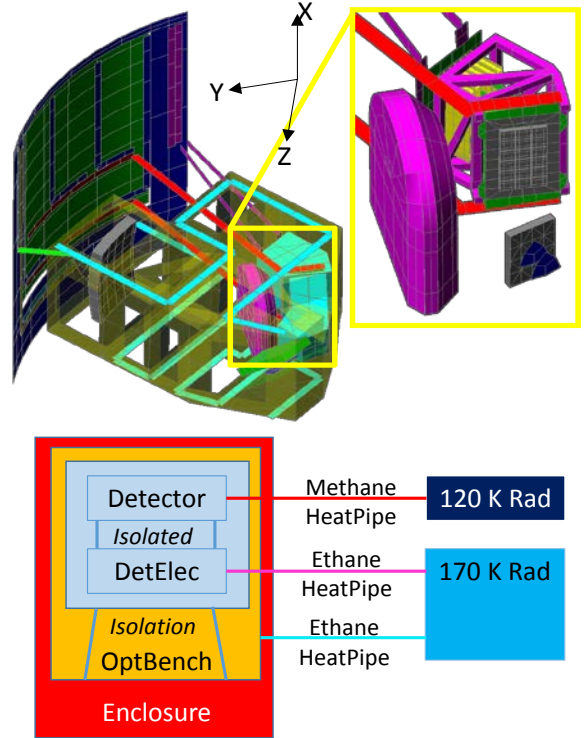 X
Y
Z
Detector
Isolated
DetElec
Isolation
OptBench
Enclosure
Methane
HeatPipe
Ethane
HeatPipe
Ethane
HeatPipe
120 K Rad
170 K Rad